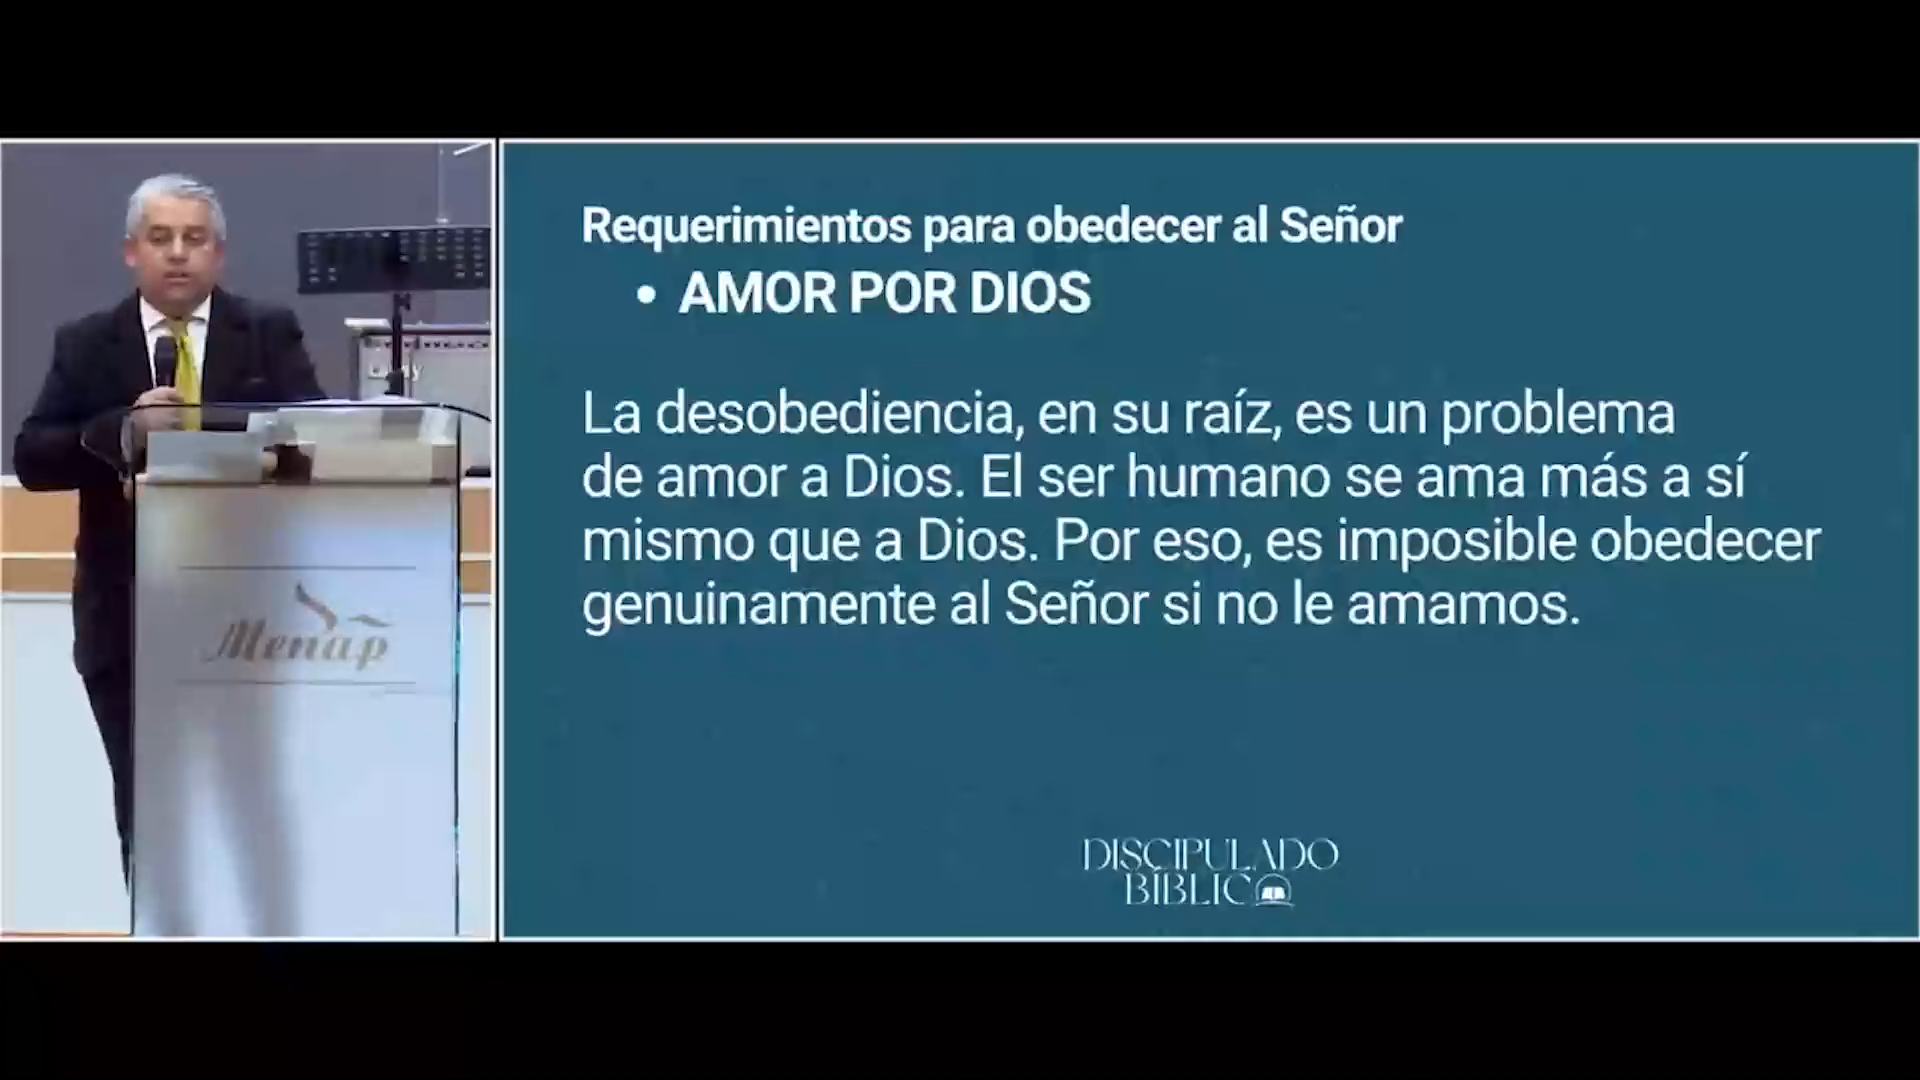 Requerimientos para obedecer al Señor
• AMOR POR DIOS
La desobediencia, en su raíz, es un problema
de amor a Dios. El ser humano se ama más a sí
mismo que a Dios. Por eso, es imposible obedecer
genuinamente al Señor si no le amamos.
DISCIPULADO
BÍBLICO
Menap